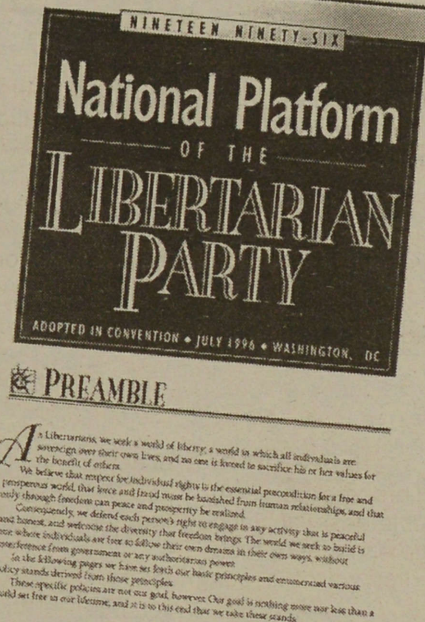 NINETEEN NINETY-SIX
National Platform
OF THE
LIBERTARIAN
PARTY
ADOPTED IN CONVENTION ◆ JULY 1996 ◆ WASHINGTON, DC
PREAMBLE
As Libertarians, we seek a world of liberty; a world in which all individuals are
sovereign over their own lives, and no one is forced to sacrifice his or her values for
the benefit of others.
We believe that respect for individual rights is the essential precondition for a free and
prosperous world, that force and fraud must be banished from human relationships, and that
only through freedom can peace and prosperity be realized.
Consequently, we defend each person's right to engage in any activity that is peaceful
and honest, and welcome the diversity that freedom brings. The world we seek to build is
one where individuals are free to follow their own dreams in their own ways, without
interference from government or any authoritarian power.
In the following pages we have set forth our basic principles and enumerated various
policy stands derived from those principles.
These specific policies are not our goal, however. Our goal is nothing more nor less than a
world set free in our lifetime, and it is to this end that we take these stands.